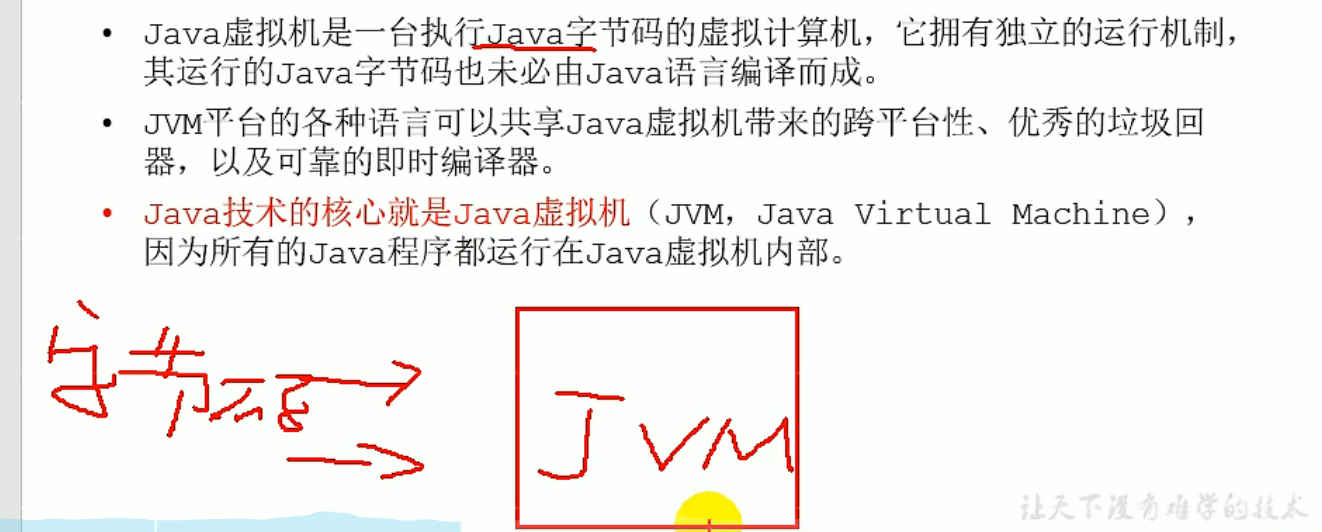 • Java虚拟机是一台执行Java字节码的虚拟计算机，它拥有独立的运行机制，
其运行的Java字节码也未必由Java语言编译而成。
• JVM平台的各种语言可以共享Java虚拟机带来的跨平台性、优秀的垃圾回
器，以及可靠的即时编译器。
• Java技术的核心就是Java虚拟机（JVM，Java Virtual Machine），
因为所有的Java程序都运行在Java虚拟机内部。
字节码
JVM
让天下没有难学的技术